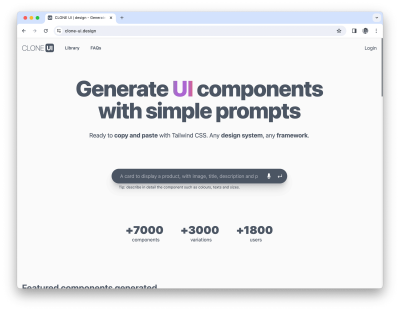 CLONE UI | design - Genera
clone-ui.design
CLONE UI
Library
FAQs
Login
Generate UI components
with simple prompts
Ready to copy and paste with Tailwind CSS. Any design system, any framework.
A card to display a product, with image, title, description and p
Tip: describe in detail the component such as colours, texts and sizes.
+7000
components
+3000
variations
+1800
users
Featured components generated